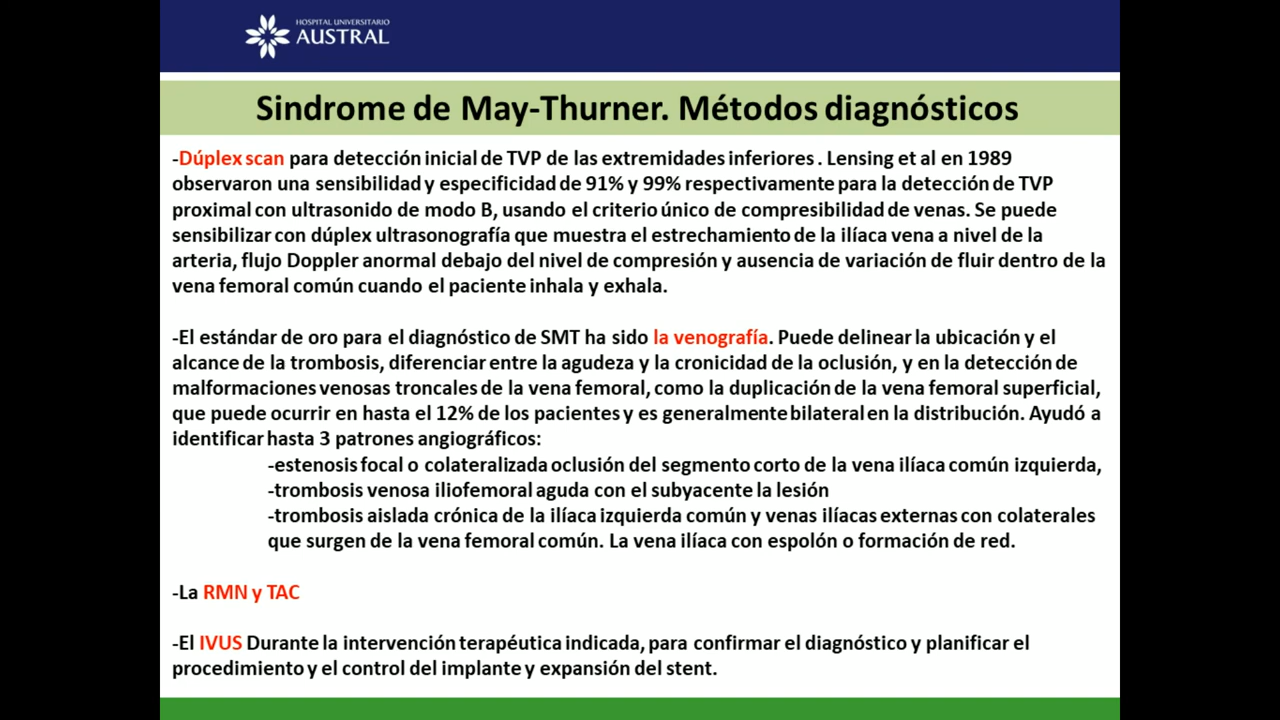 HOSPITAL UNIVERSITARIO
AUSTRAL
Sindrome de May-Thurner. Métodos diagnósticos
-Dúplex scan para detección inicial de TVP de las extremidades inferiores . Lensing et al en 1989
observaron una sensibilidad y especificidad de 91% y 99% respectivamente para la detección de TVP
proximal con ultrasonido de modo B, usando el criterio único de compresibilidad de venas. Se puede
sensibilizar con dúplex ultrasonografía que muestra el estrechamiento de la ilíaca vena a nivel de la
arteria, flujo Doppler anormal debajo del nivel de compresión y ausencia de variación de fluir dentro de la
vena femoral común cuando el paciente inhala y exhala.
-El estándar de oro para el diagnóstico de SMT ha sido la venografía. Puede delinear la ubicación y el
alcance de la trombosis, diferenciar entre la agudeza y la cronicidad de la oclusión, y en la detección de
malformaciones venosas troncales de la vena femoral, como la duplicación de la vena femoral superficial,
que puede ocurrir en hasta el 12% de los pacientes y es generalmente bilateral en la distribución. Ayudó a
identificar hasta 3 patrones angiográficos:
-estenosis focal o colateralizada oclusión del segmento corto de la vena ilíaca común izquierda,
-trombosis venosa iliofemoral aguda con el subyacente la lesión
-trombosis aislada crónica de la ilíaca izquierda común y venas ilíacas externas con colaterales
que surgen de la vena femoral común. La vena ilíaca con espolón o formación de red.
-La RMN y TAC
-El IVUS Durante la intervención terapéutica indicada, para confirmar el diagnóstico y planificar el
procedimiento y el control del implante y expansión del stent.